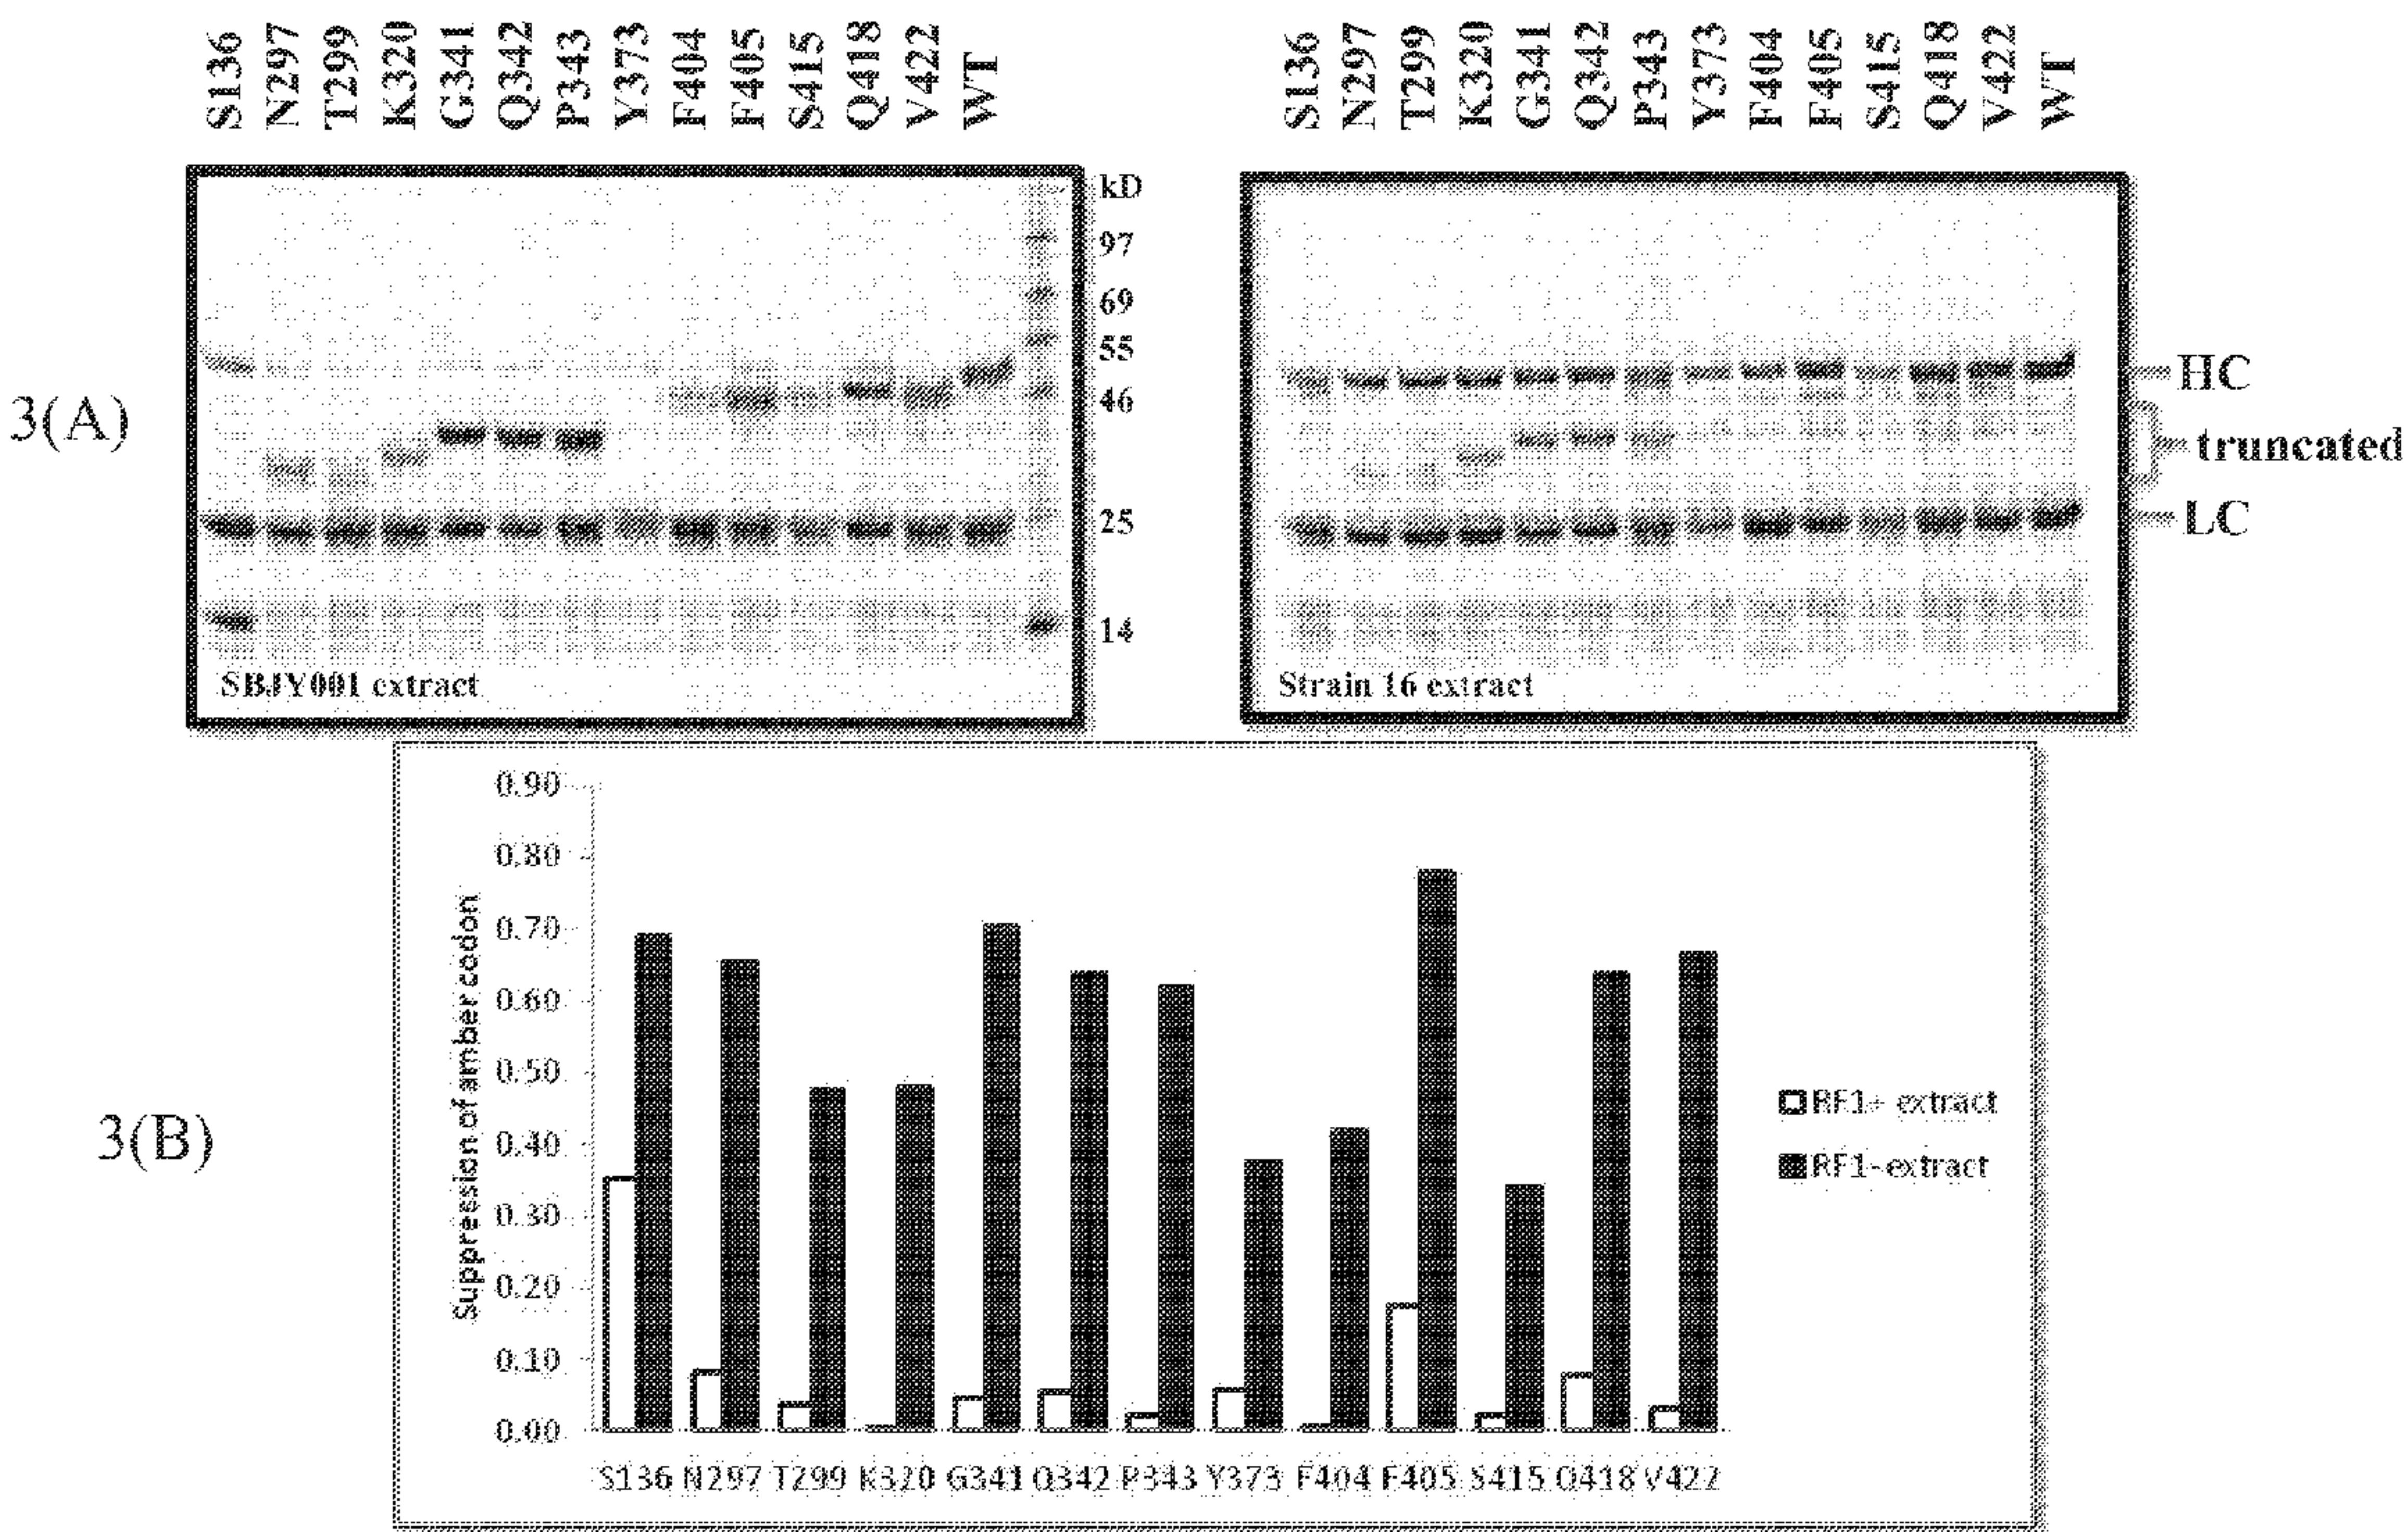 S136 N297 T299 K320 G341 Q342 P343 Y373 F404 F405 S415 Q418 V422 WT
S136 N297 T299 K320 G341 Q342 P343 Y373 F404 F405 S415 Q418 V422 WT
3(A)
kD
97
69
55
46
25
14
SBJY001 extract
Strain 16 extract
HC
truncated
LC
3(B)
Suppression of amber codon
0.90
0.80
0.70
0.60
0.50
0.40
0.30
0.20
0.10
0.00
S136 N297 T299 K320 G341 Q342 P343 Y373 F404 F405 S415 Q418 V422
RF1+ extract
RF1- extract